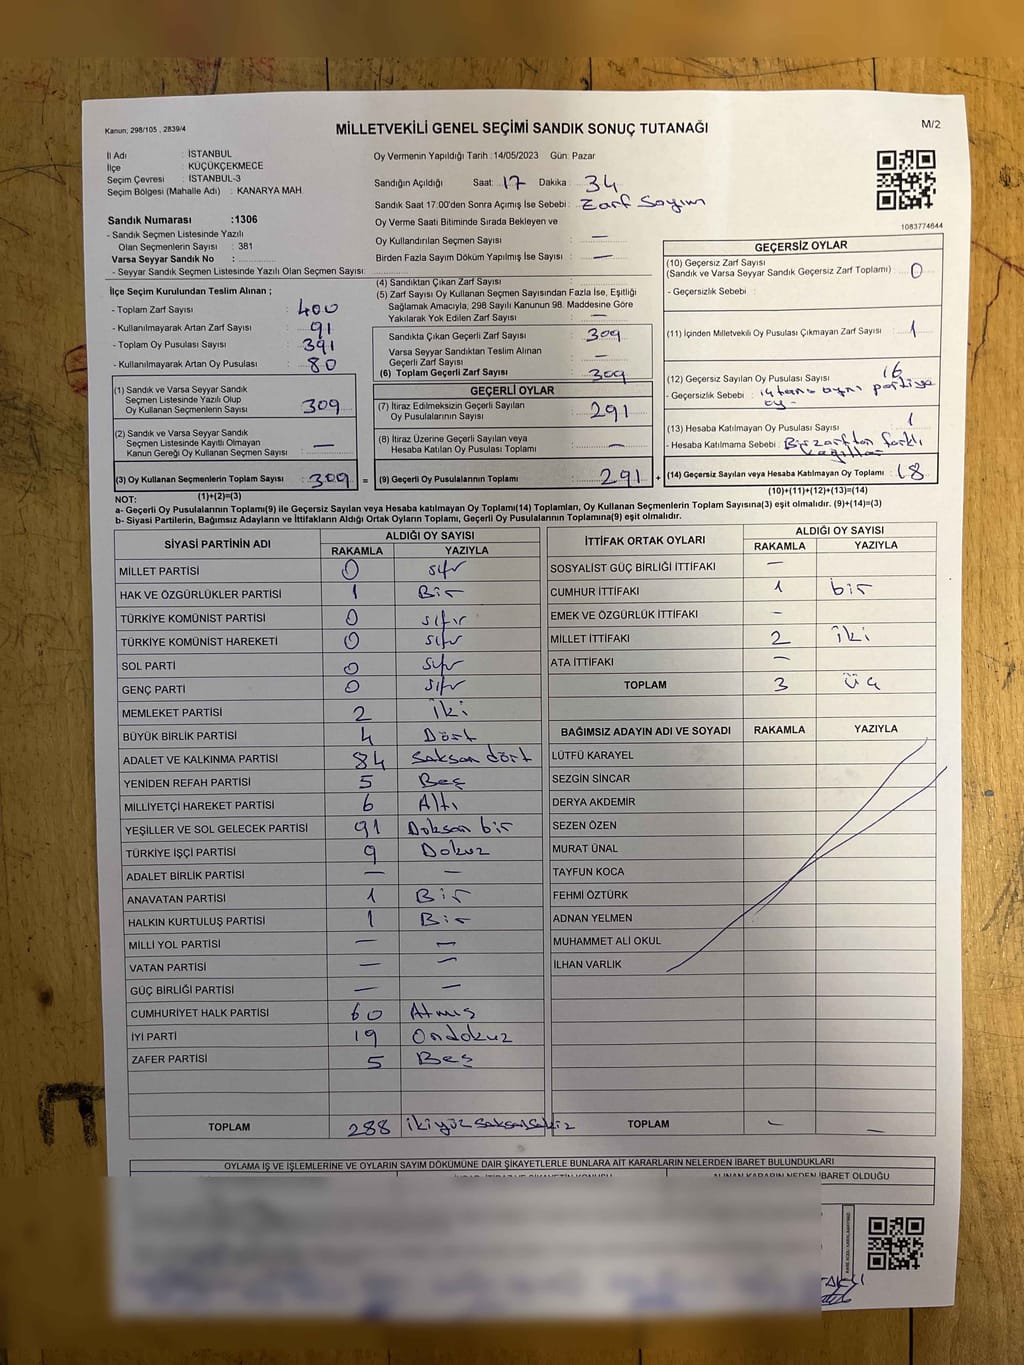 Kanun; 298/105 , 2839/4
MİLLETVEKİLİ GENEL SEÇİMİ SANDIK SONUÇ TUTANAĞI
M/2
İl Adı : İSTANBUL
İlçe : KÜÇÜKÇEKMECE
Seçim Çevresi : İSTANBUL-3
Seçim Bölgesi (Mahalle Adı) : KANARYA MAH.
Sandık Numarası :1306
- Sandık Seçmen Listesinde Yazılı
Olan Seçmenlerin Sayısı : 381
Varsa Seyyar Sandık No :
- Seyyar Sandık Seçmen Listesinde Yazılı Olan Seçmen Sayısı:
Oy Vermenin Yapıldığı Tarih :14/05/2023 Gün: Pazar
Sandığın Açıldığı Saat: 17 Dakika : 34
Sandık Saat 17.00'den Sonra Açımış İse Sebebi : Zarf Sayım
Oy Verme Saati Bitiminde Sırada Bekleyen ve
Oy Kullandırılan Seçmen Sayısı : —
Birden Fazla Sayım Döküm Yapılmış İse Sayısı : —
1083774644
İlçe Seçim Kurulundan Teslim Alınan ;
- Toplam Zarf Sayısı : 400
- Kullanılmayarak Artan Zarf Sayısı : 91
- Toplam Oy Pusulası Sayısı : 391
- Kullanılmayarak Artan Oy Pusulası : 80
(4) Sandıktan Çıkan Zarf Sayısı :
(5) Zarf Sayısı Oy Kullanan Seçmen Sayısından Fazla İse, Eşitliği
Sağlamak Amacıyla, 298 Sayılı Kanunun 98. Maddesine Göre
Yakılarak Yok Edilen Zarf Sayısı : —
Sandıkta Çıkan Geçerli Zarf Sayısı : 309
Varsa Seyyar Sandıktan Teslim Alınan
Geçerli Zarf Sayısı : —
(6) Toplam Geçerli Zarf Sayısı : 309
GEÇERSİZ OYLAR
(10) Geçersiz Zarf Sayısı
(Sandık ve Varsa Seyyar Sandık Geçersiz Zarf Toplamı) : 0
- Geçersizlik Sebebi :
(11) İçinden Milletvekili Oy Pusulası Çıkmayan Zarf Sayısı : 1
(12) Geçersiz Sayılan Oy Pusulası Sayısı : 16
- Geçersizlik Sebebi : 14 tane aynı partiye
oy-
(13) Hesaba Katılmayan Oy Pusulası Sayısı : 1
- Hesaba Katılmama Sebebi : Bir zarftan farklı
kağıtlar
(14) Geçersiz Sayılan veya Hesaba Katılmayan Oy Toplamı : 18
(10)+(11)+(12)+(13)=(14)
(1) Sandık ve Varsa Seyyar Sandık
Seçmen Listesinde Yazılı Olup
Oy Kullanan Seçmenlerin Sayısı : 309
(2) Sandık ve Varsa Seyyar Sandık
Seçmen Listesinde Kayıtlı Olmayan
Kanun Gereği Oy Kullanan Seçmen Sayısı : —
(3) Oy Kullanan Seçmenlerin Toplam Sayısı : 309 =
(1)+(2)=(3)
GEÇERLİ OYLAR
(7) İtiraz Edilmeksizin Geçerli Sayılan
Oy Pusulalarının Sayısı : 291
(8) İtiraz Üzerine Geçerli Sayılan veya
Hesaba Katılan Oy Pusulası Toplamı : —
(9) Geçerli Oy Pusulalarının Toplamı : 291 +
NOT:
a- Geçerli Oy Pusulalarının Toplamı(9) ile Geçersiz Sayılan veya Hesaba katılmayan Oy Toplamı(14) Toplamları, Oy Kullanan Seçmenlerin Toplam Sayısına(3) eşit olmalıdır. (9)+(14)=(3)
b- Siyasi Partilerin, Bağımsız Adayların ve İttifakların Aldığı Ortak Oyların Toplamı, Geçerli Oy Pusulalarının Toplamına(9) eşit olmalıdır.
SİYASİ PARTİNİN ADI ALDIĞI OY SAYISI
RAKAMLA YAZIYLA
MİLLET PARTİSİ 0 sıfır
HAK VE ÖZGÜRLÜKLER PARTİSİ 1 Bir
TÜRKİYE KOMÜNİST PARTİSİ 0 sıfır
TÜRKİYE KOMÜNİST HAREKETİ 0 sıfır
SOL PARTİ 0 sıfır
GENÇ PARTİ 0 sıfır
MEMLEKET PARTİSİ 2 İki
BÜYÜK BİRLİK PARTİSİ 4 Dört
ADALET VE KALKINMA PARTİSİ 84 Seksen dört
YENİDEN REFAH PARTİSİ 5 Beş
MİLLİYETÇİ HAREKET PARTİSİ 6 Altı
YEŞİLLER VE SOL GELECEK PARTİSİ 91 Doksan bir
TÜRKİYE İŞÇİ PARTİSİ 9 Dokuz
ADALET BİRLİK PARTİSİ — —
ANAVATAN PARTİSİ 1 Bir
HALKIN KURTULUŞ PARTİSİ 1 Bir
MİLLİ YOL PARTİSİ — —
VATAN PARTİSİ — —
GÜÇ BİRLİĞİ PARTİSİ — —
CUMHURİYET HALK PARTİSİ 60 Atmış
İYİ PARTİ 19 Ondokuz
ZAFER PARTİSİ 5 Beş
TOPLAM 288 ikiyüz seksensekiz
İTTİFAK ORTAK OYLARI ALDIĞI OY SAYISI
RAKAMLA YAZIYLA
SOSYALİST GÜÇ BİRLİĞİ İTTİFAKI —
CUMHUR İTTİFAKI 1 bir
EMEK VE ÖZGÜRLÜK İTTİFAKI —
MİLLET İTTİFAKI 2 İki
ATA İTTİFAKI —
TOPLAM 3 üç
BAĞIMSIZ ADAYIN ADI VE SOYADI RAKAMLA YAZIYLA
LÜTFÜ KARAYEL
SEZGİN SİNCAR
DERYA AKDEMİR
SEZEN ÖZEN
MURAT ÜNAL
TAYFUN KOCA
FEHMİ ÖZTÜRK
ADNAN YELMEN
MUHAMMET ALİ OKUL
İLHAN VARLIK
TOPLAM — —
OYLAMA İŞ VE İŞLEMLERİNE VE OYLARIN SAYIM DÖKÜMÜNE DAİR ŞİKAYETLERLE BUNLARA AİT KARARLARIN NELERDEN İBARET BULUNDUKLARI
ALINAN KARARIN NEDEN İBARET OLDUĞU